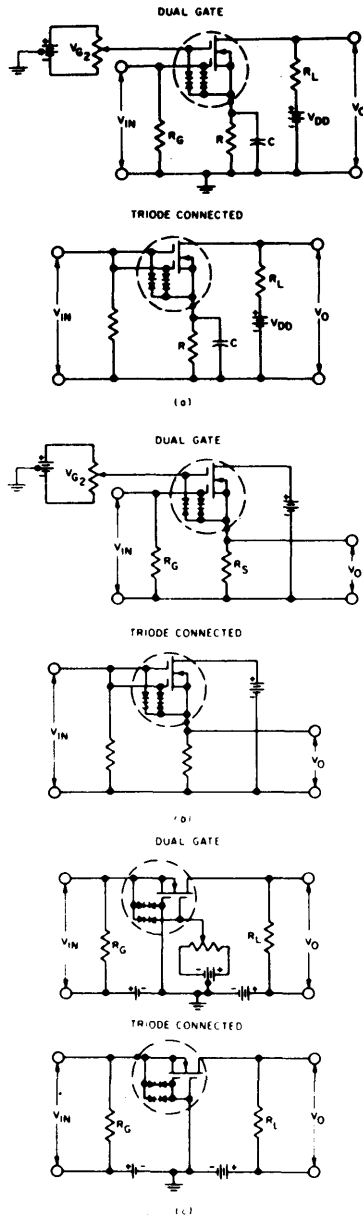 DUAL GATE
VG2
VIN
RG
R
C
RL
VDD
VO
TRIODE CONNECTED
VIN
R
C
RL
VDD
VO
(a)
DUAL GATE
VG2
VIN
RG
RS
VO
TRIODE CONNECTED
VIN
VO
(b)
DUAL GATE
VIN
RG
RL
VO
TRIODE CONNECTED
VIN
RG
RL
VO
(c)